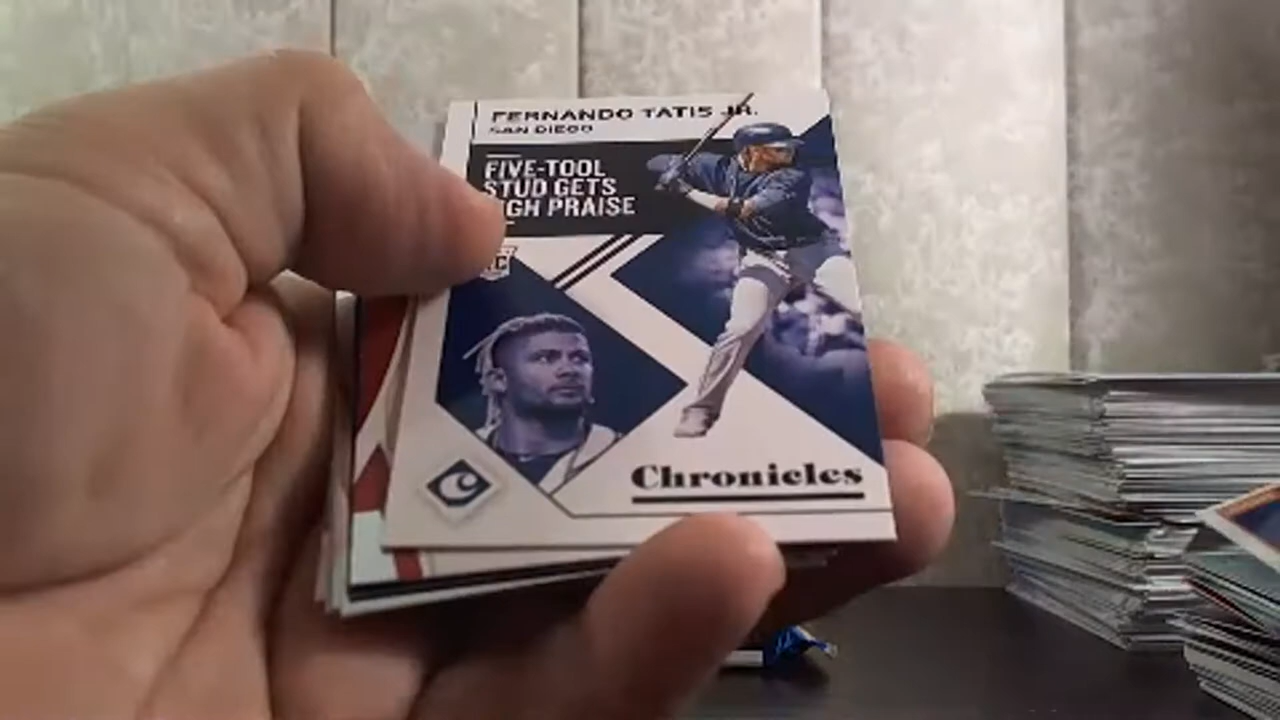 FERNANDO TATIS JR.
SAN DIEGO
FIVE-TOOL
STUD GETS
PRAISE
Chronicles